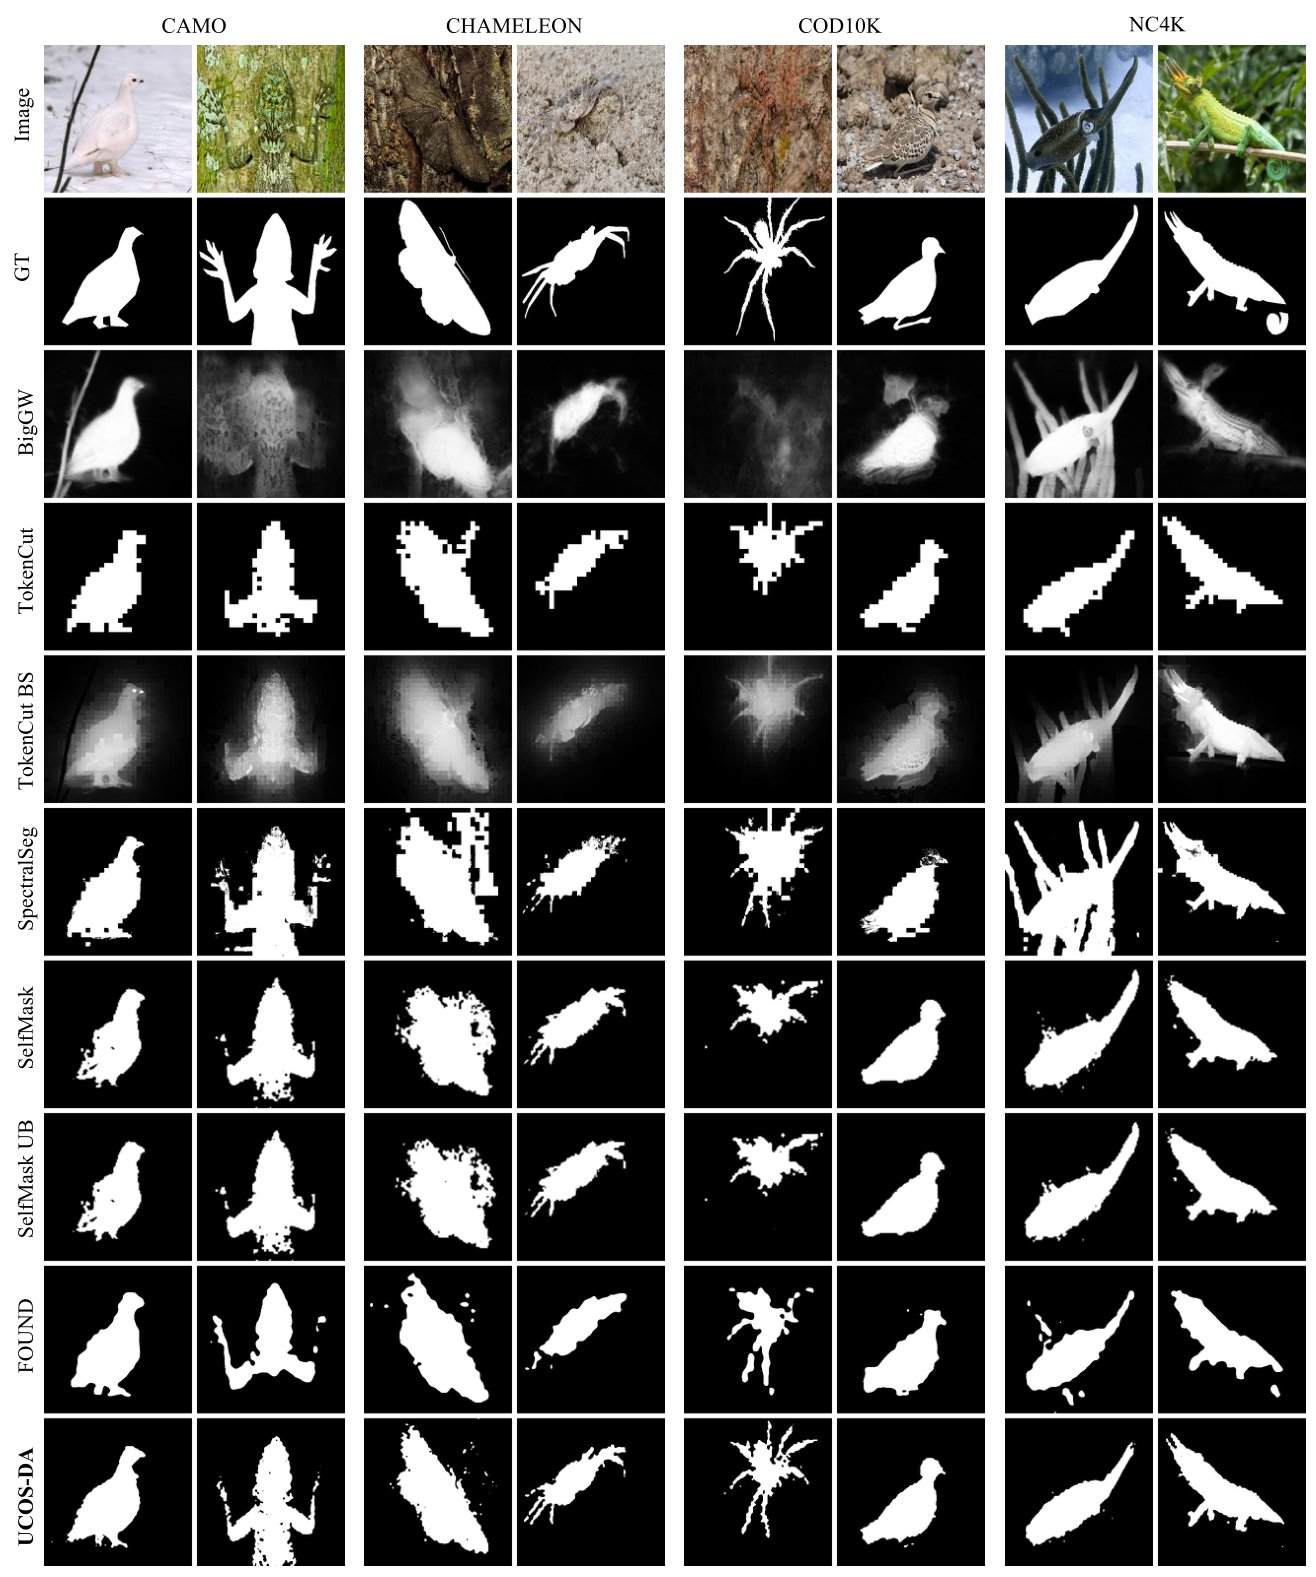 CAMO
CHAMELEON
COD10K
NC4K
Image
GT
BigGW
TokenCut
TokenCut BS
SpectralSeg
SelfMask
SelfMask UB
FOUND
UCOS-DA